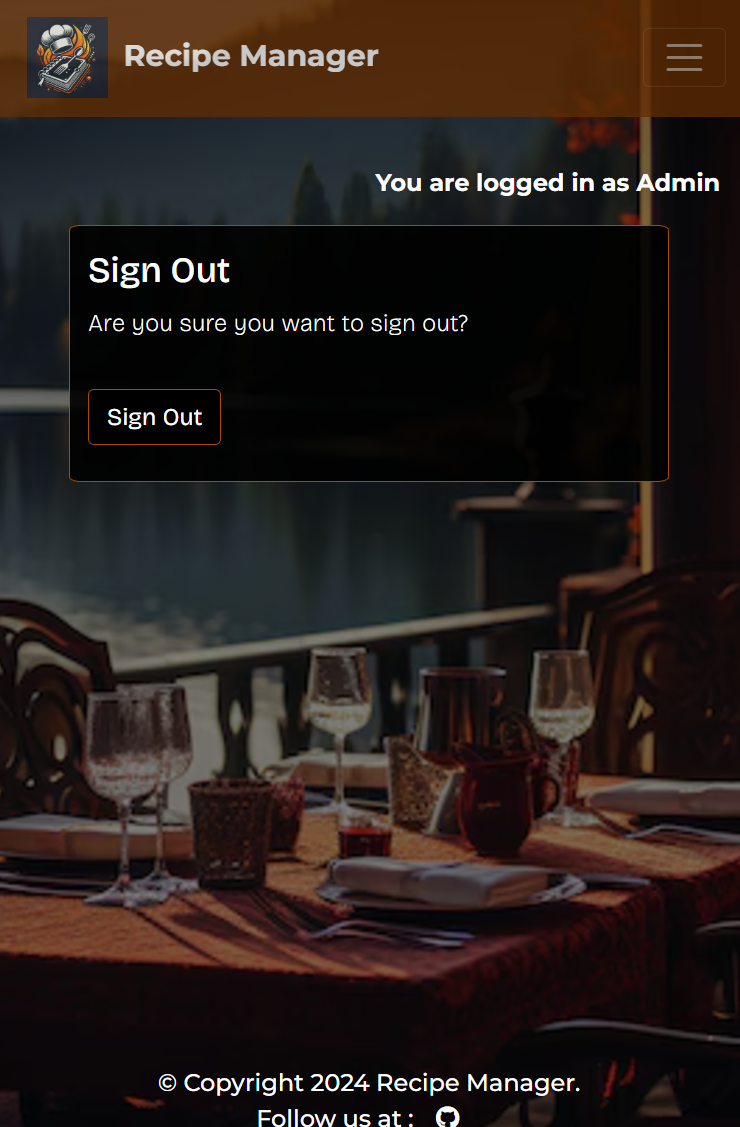 Recipe Manager
You are logged in as Admin
Sign Out
Are you sure you want to sign out?
Sign Out
© Copyright 2024 Recipe Manager.
Follow us at :